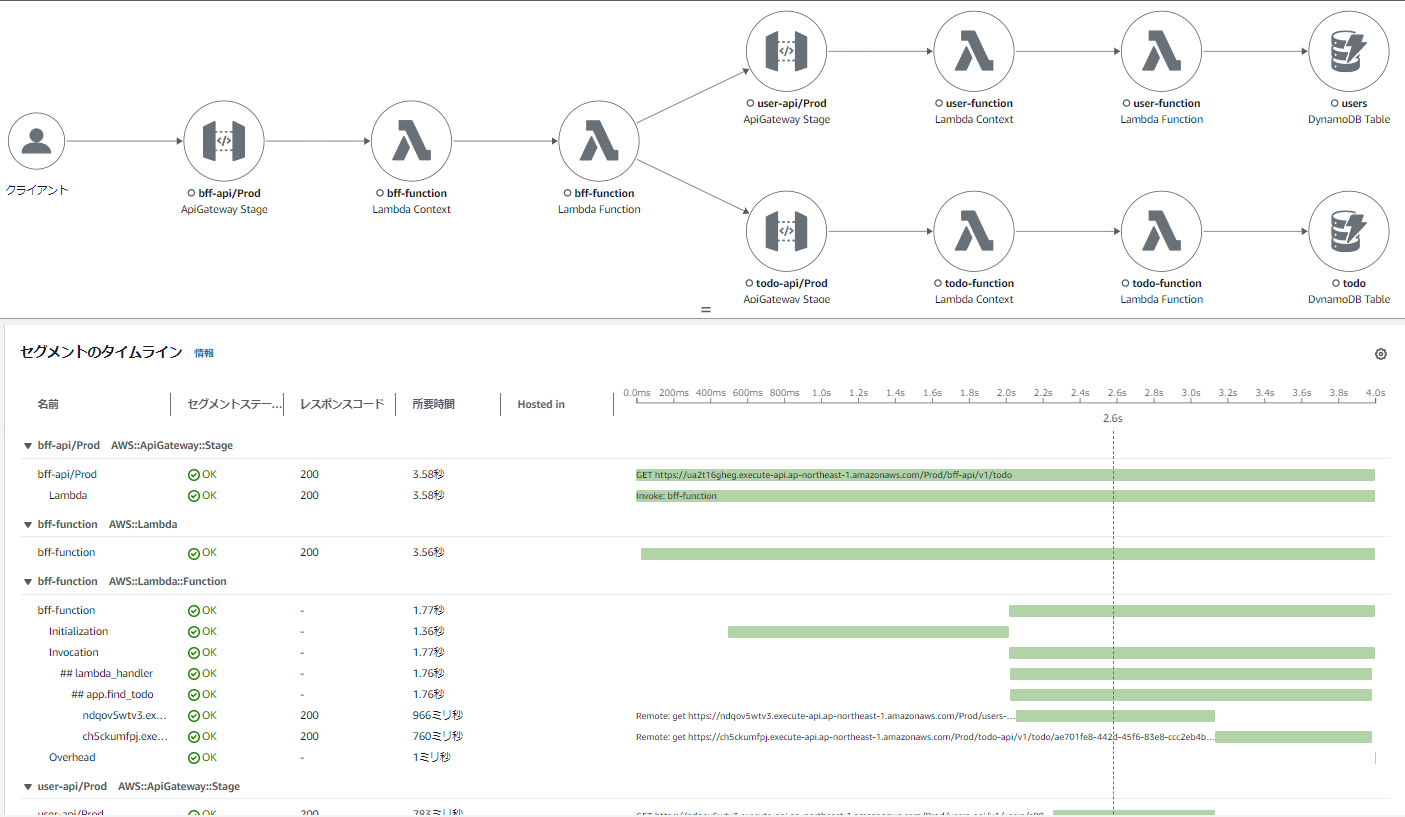 user-api/Prod
ApiGateway Stage
user-function
Lambda Context
user-function
Lambda Function
users
DynamoDB Table
クライアント
bff-api/Prod
ApiGateway Stage
bff-function
Lambda Context
bff-function
Lambda Function
todo-api/Prod
ApiGateway Stage
todo-function
Lambda Context
todo-function
Lambda Function
todo
DynamoDB Table
セグメントのタイムライン 情報
名前 セグメントステー... レスポンスコード 所要時間 Hosted in
0.0ms 200ms 400ms 600ms 800ms 1.0s 1.2s 1.4s 1.6s 1.8s 2.0s 2.2s 2.4s 2.6s 2.8s 3.0s 3.2s 3.4s 3.6s 3.8s 4.0s
2.6s
bff-api/Prod AWS::ApiGateway::Stage
bff-api/Prod OK 200 3.58秒 GET https://ua2t16gheg.execute-api.ap-northeast-1.amazonaws.com/Prod/bff-api/v1/todo
Lambda OK 200 3.58秒 Invoke: bff-function
bff-function AWS::Lambda
bff-function OK 200 3.56秒
bff-function AWS::Lambda::Function
bff-function OK - 1.77秒
Initialization OK - 1.36秒
Invocation OK - 1.77秒
## lambda_handler OK - 1.76秒
## app.find_todo OK - 1.76秒
ndqov5wtv3.ex... OK 200 966ミリ秒 Remote: get https://ndqov5wtv3.execute-api.ap-northeast-1.amazonaws.com/Prod/users-...
ch5ckumfpj.exe... OK 200 760ミリ秒 Remote: get https://ch5ckumfpj.execute-api.ap-northeast-1.amazonaws.com/Prod/todo-api/v1/todo/ae701fe8-442d-45f6-83e8-ccc2eb4b...
Overhead OK - 1ミリ秒
user-api/Prod AWS::ApiGateway::Stage
user-api/Prod OK 200 783ミリ秒